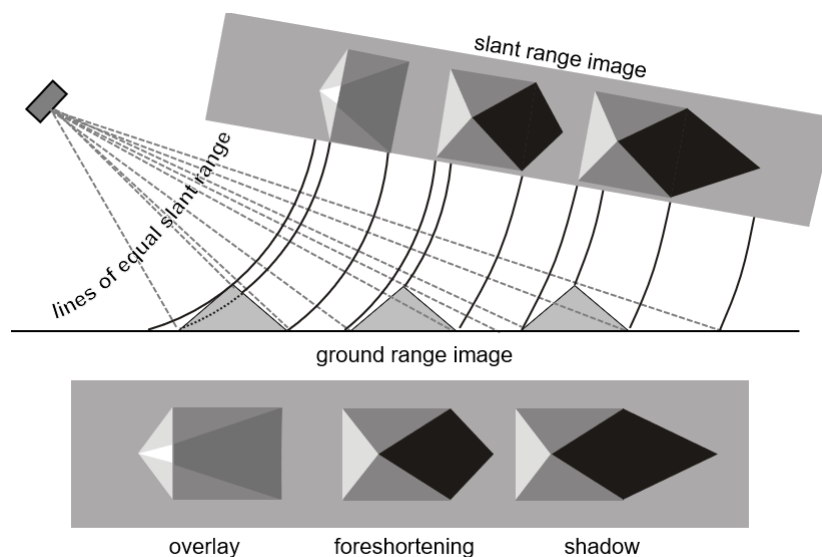 slant range image
lines of equal slant range
ground range image
overlay
foreshortening
shadow